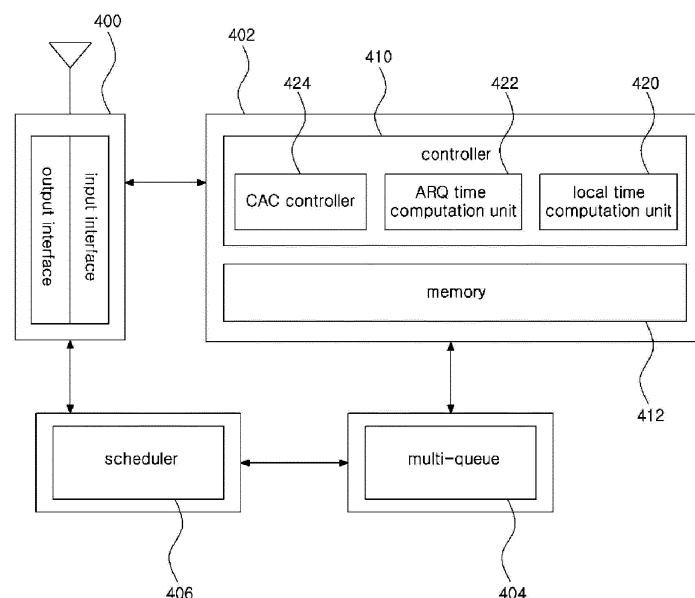 400
402
410
424
422
420
output interface
input interface
controller
CAC controller
ARQ time
computation unit
local time
computation unit
memory
412
scheduler
multi-queue
406
404